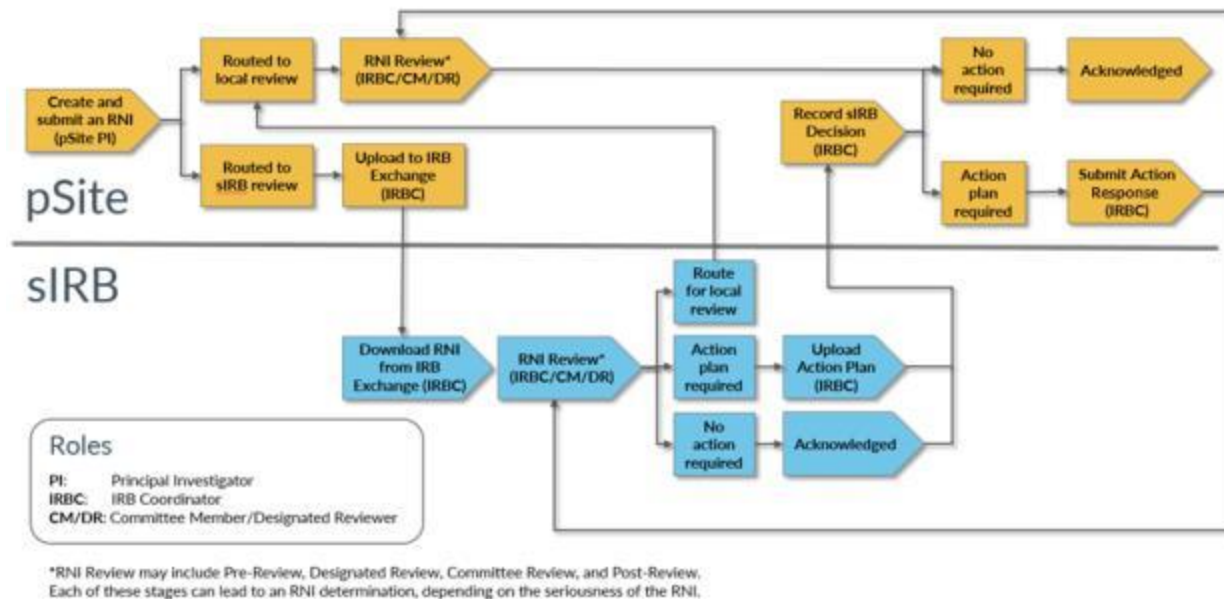 Create and
submit an RNI
(pSite PI)
Routed to
local review
RNI Review*
(IRBC/CM/DR)
Routed to
sIRB review
Upload to IRB
Exchange
(IRBC)
Record sIRB
Decision
(IRBC)
No
action
required
Acknowledged
Action
plan
required
Submit Action
Response
(IRBC)
pSite
sIRB
Download RNI
from IRB
Exchange (IRBC)
RNI Review*
(IRBC/CM/DR)
Route
for local
review
Action
plan
required
Upload
Action Plan
(IRBC)
No
action
required
Acknowledged
Roles
PI: Principal Investigator
IRBC: IRB Coordinator
CM/DR: Committee Member/Designated Reviewer
*RNI Review may include Pre-Review, Designated Review, Committee Review, and Post-Review.
Each of these stages can lead to an RNI determination, depending on the seriousness of the RNI.